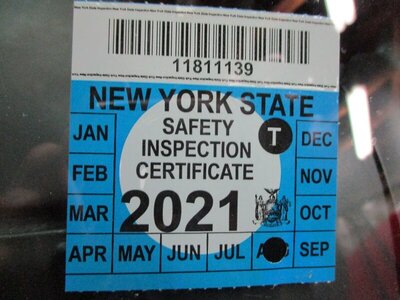 11811139
NEW YORK STATE
JAN SAFETY T DEC
FEB INSPECTION NOV
CERTIFICATE
MAR 2021 OCT
APR MAY JUN JUL SEP